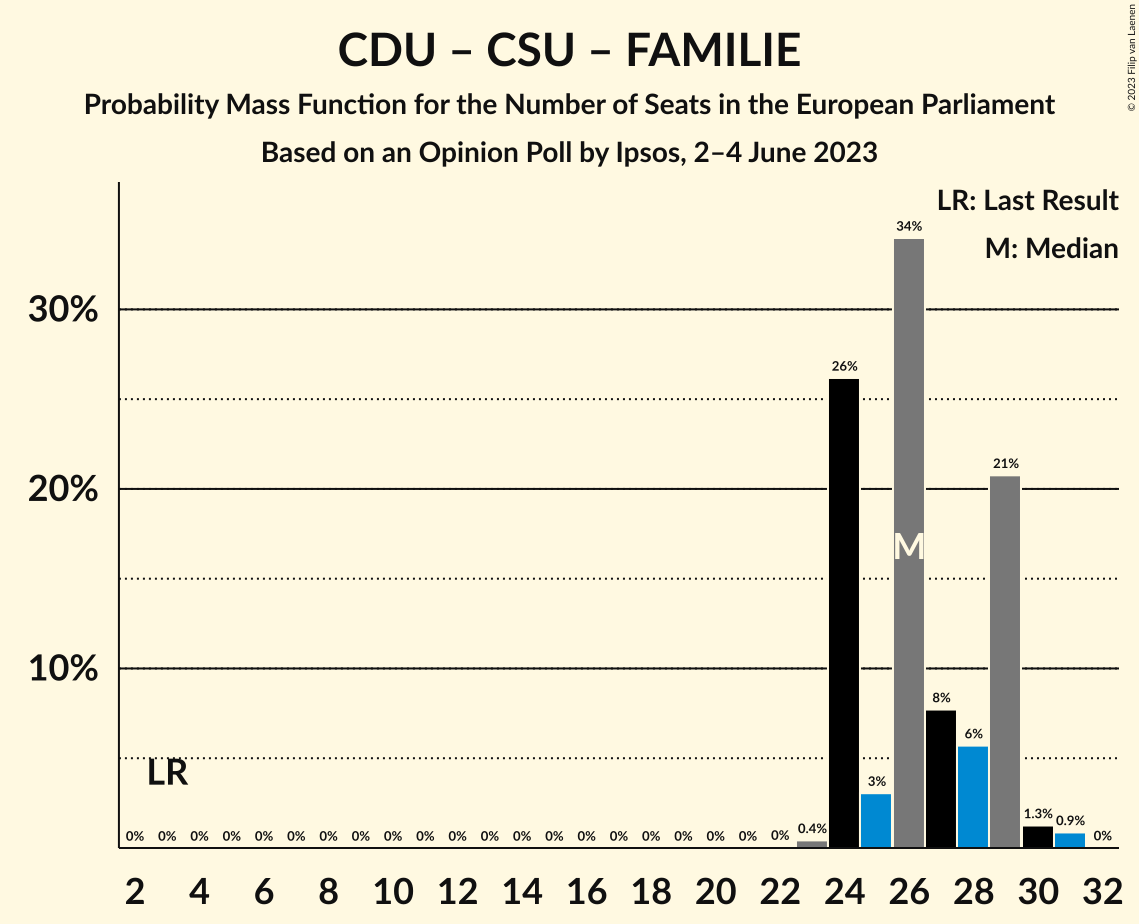 CDU – CSU – FAMILIE
Probability Mass Function for the Number of Seats in the European Parliament
Based on an Opinion Poll by Ipsos, 2–4 June 2023
© 2023 Filip van Laenen
LR: Last Result
M: Median
34%
30%
26%
21%
20%
M
10%
8%
6%
LR
3%
0% 0% 0% 0% 0% 0% 0% 0% 0% 0% 0% 0% 0% 0% 0% 0% 0% 0% 0% 0% 0% 0.4% 1.3% 0.9% 0%
2 4 6 8 10 12 14 16 18 20 22 24 26 28 30 32